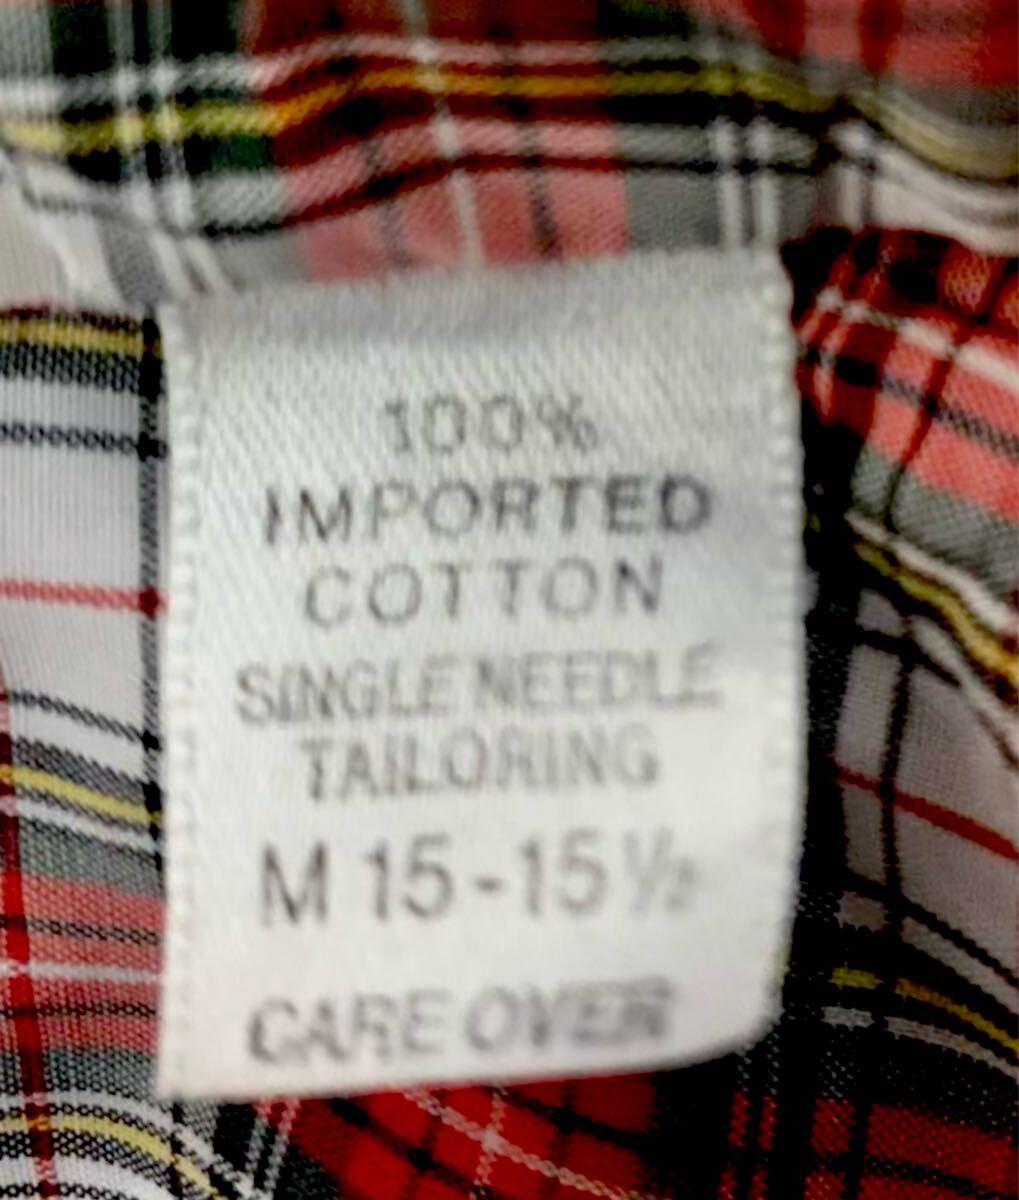 100%
IMPORTED
COTTON
SINGLE NEEDLE
TAILORING
M 15-15½
CARE OVER